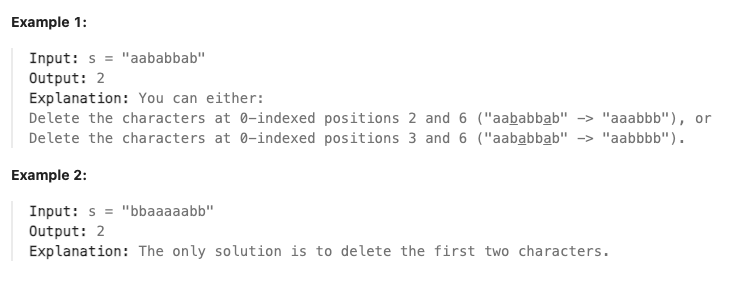 Example 1:
Input: s = "aababbab"
Output: 2
Explanation: You can either:
Delete the characters at 0-indexed positions 2 and 6 ("aababbab" -> "aaabbb"), or
Delete the characters at 0-indexed positions 3 and 6 ("aababbab" -> "aabbbb").
Example 2:
Input: s = "bbaaaaabb"
Output: 2
Explanation: The only solution is to delete the first two characters.